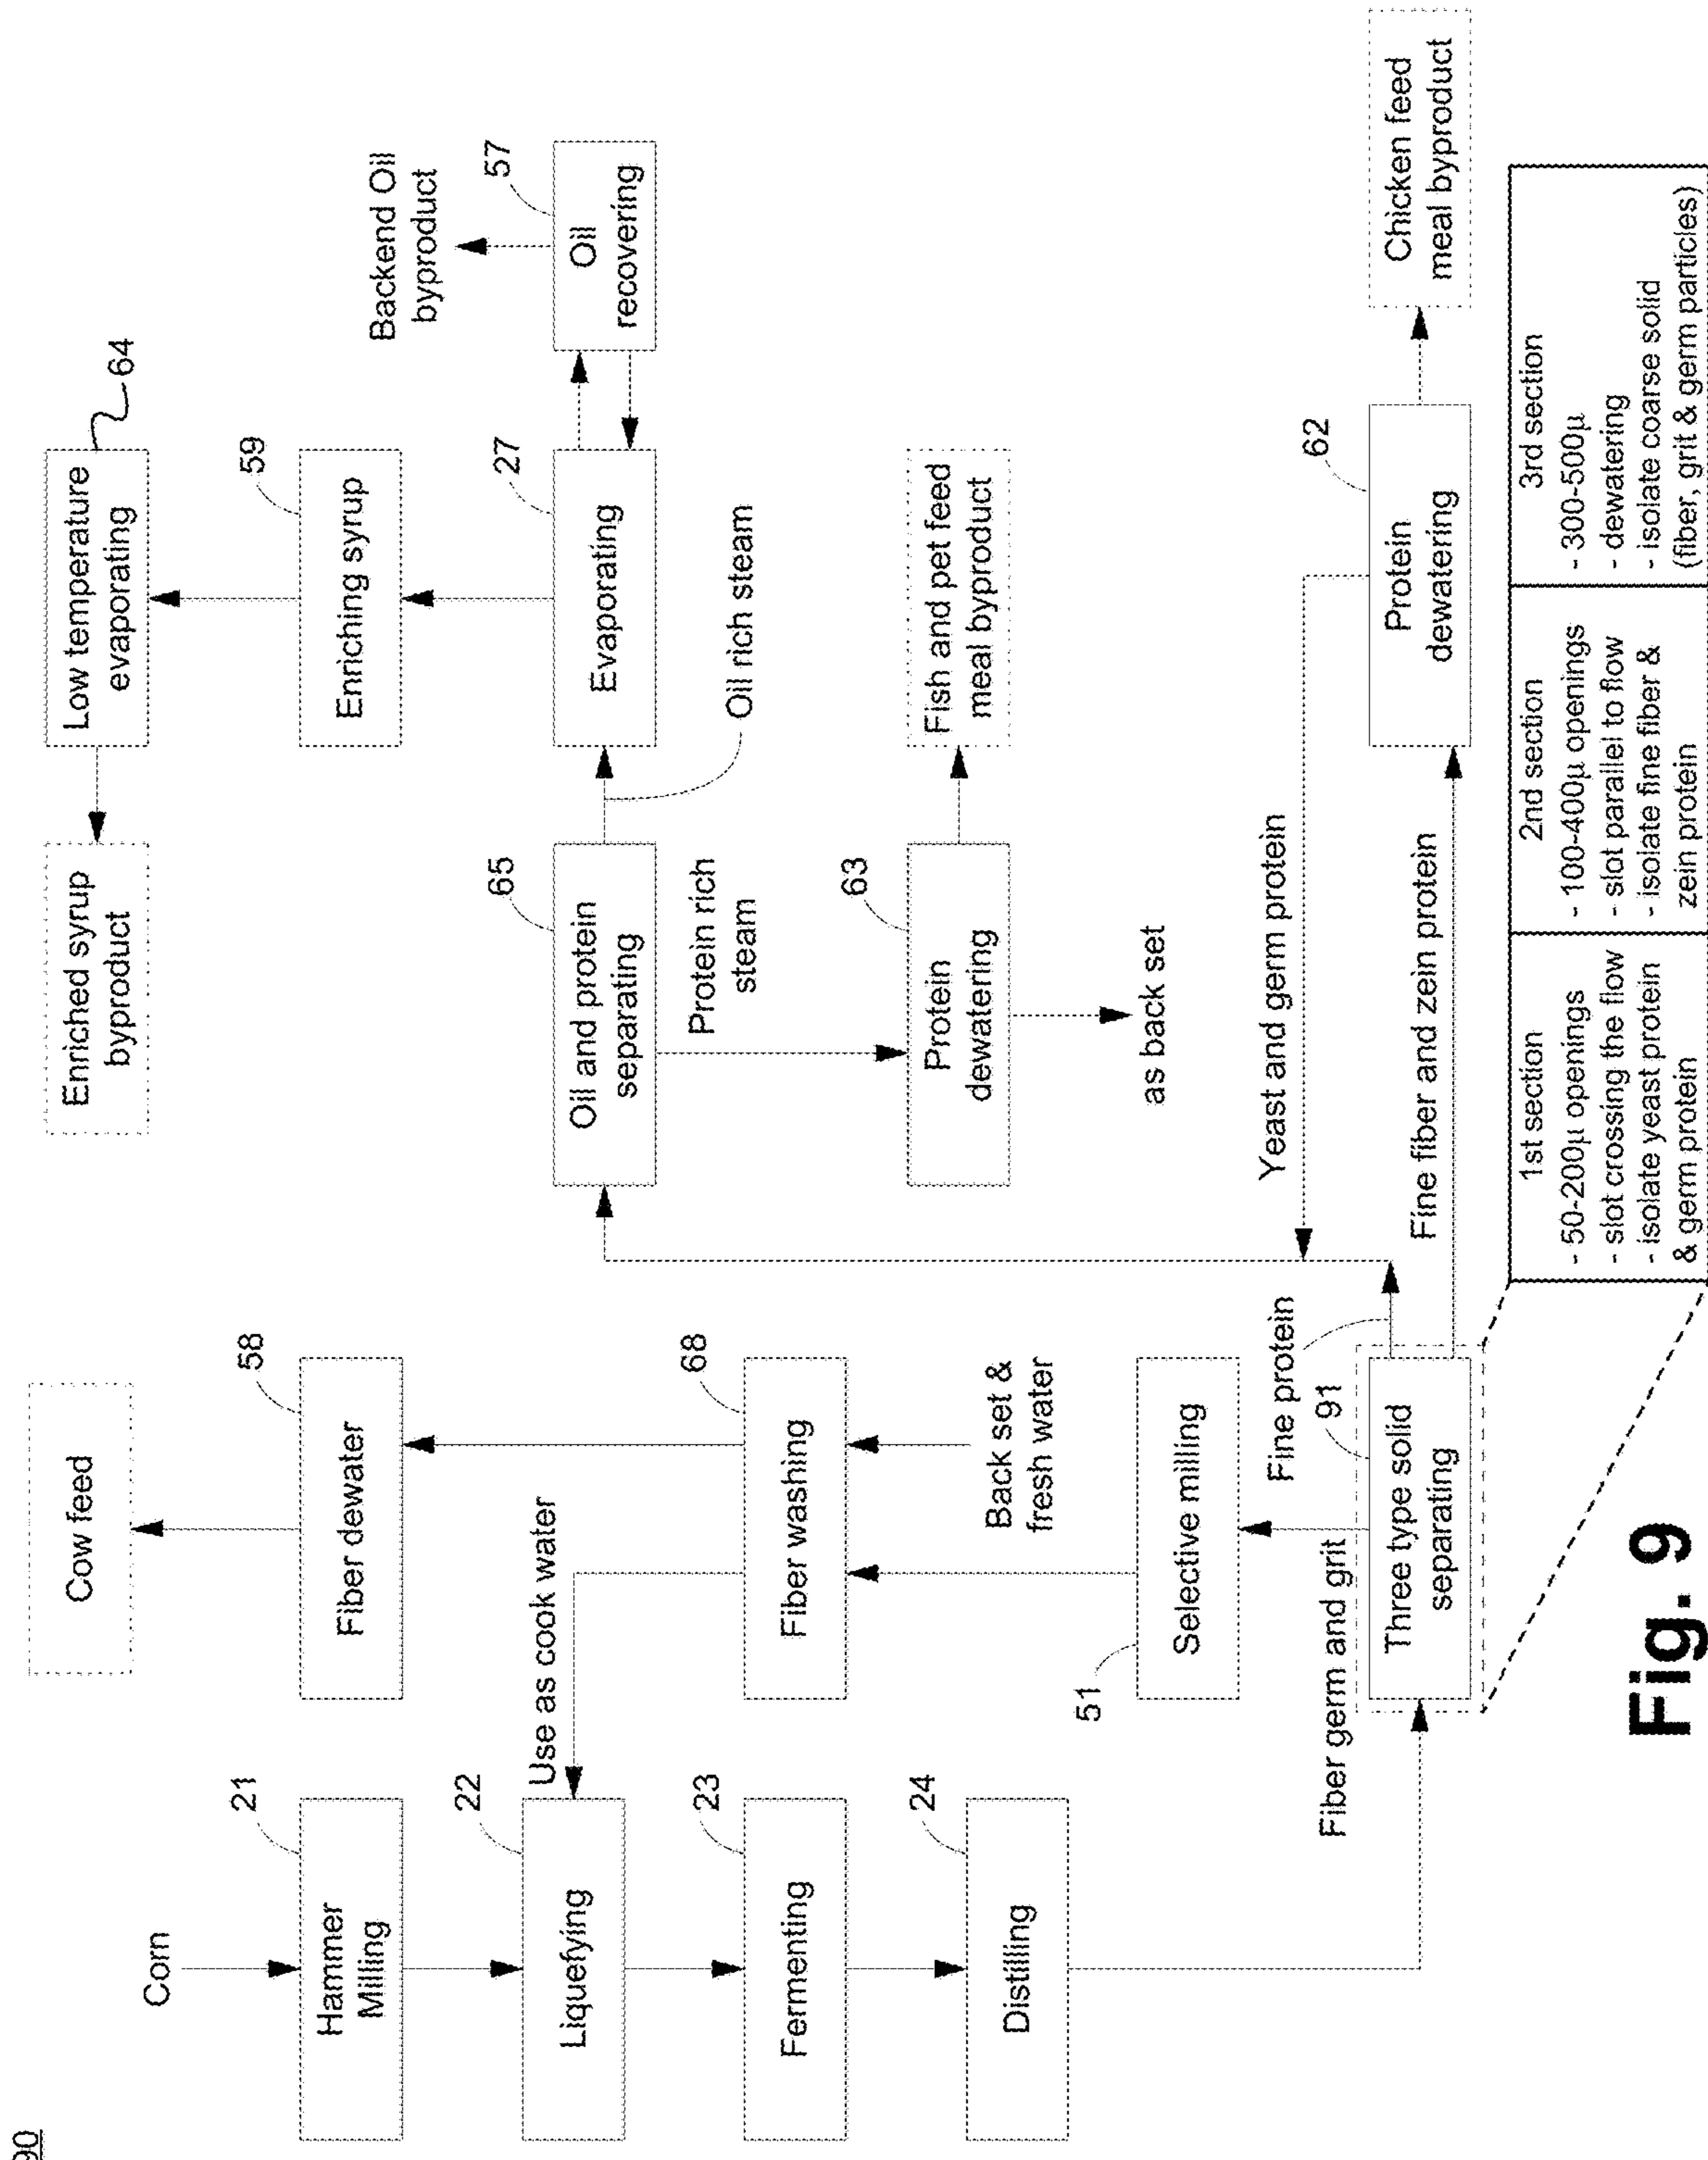 90
Corn
21
Hammer
Milling
22
Liquefying
23
Fermenting
24
Distilling
Cow feed
58
Fiber dewater
Use as cook water
68
Fiber washing
Back set &
fresh water
51
Selective milling
Fiber germ and grit
Fine protein
91
Three type solid
separating
Enriched syrup
byproduct
Low temperature
evaporating
64
59
Enriching syrup
Backend Oil
byproduct
65
Oil and protein
separating
27
Evaporating
57
Oil
recovering
Oil rich steam
Protein rich
steam
63
Protein
dewatering
Fish and pet feed
meal byproduct
as back set
Yeast and germ protein
Fine fiber and zein protein
62
Protein
dewatering
Chicken feed
meal byproduct
1st section
- 50-200µ openings
- slot crossing the flow
- isolate yeast protein
& germ protein
2nd section
- 100-400µ openings
- slot parallel to flow
- isolate fine fiber &
zein protein
3rd section
- 300-500µ
- dewatering
- isolate coarse solid
(fiber, grit & germ particles)
Fig. 9